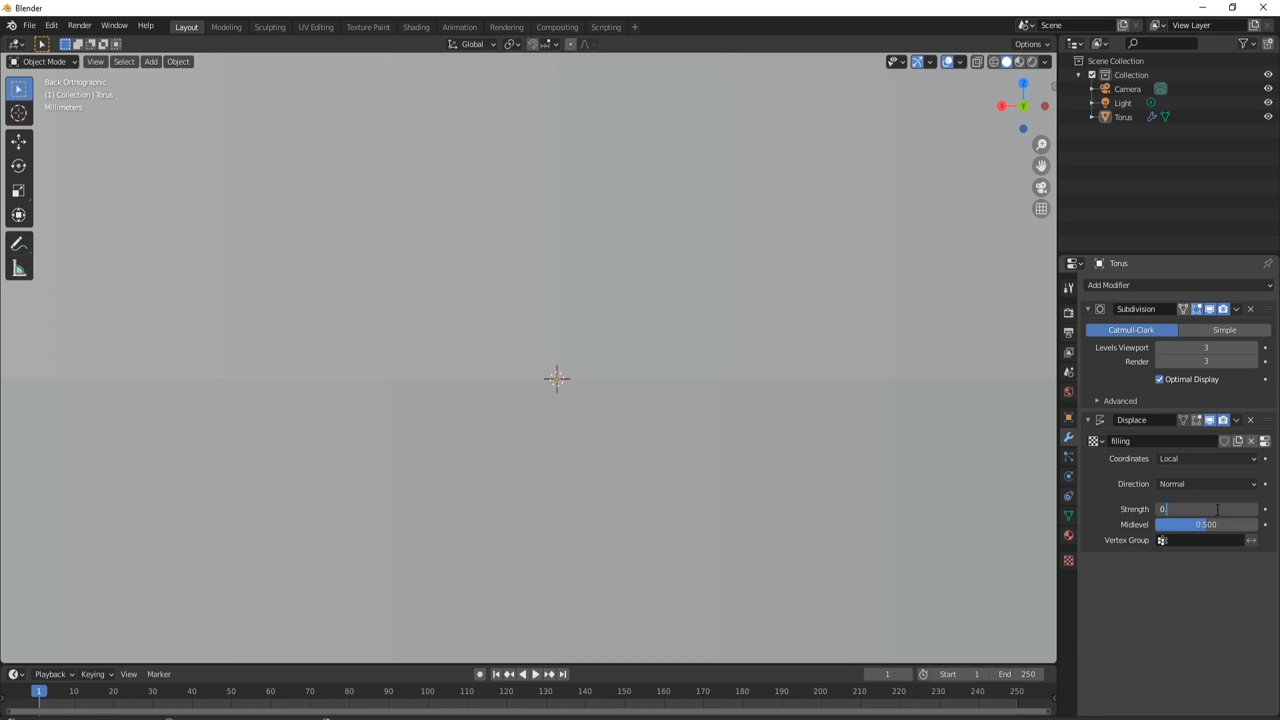 Blender
File Edit Render Window Help
Layout Modeling Sculpting UV Editing Texture Paint Shading Animation Rendering Compositing Scripting +
Scene View Layer
Global Options
Object Mode View Select Add Object
Back Orthographic
(1) Collection | Torus
Millimeters
Z
X Y
Scene Collection
Collection
Camera
Light
Torus
Torus
Add Modifier
Subdivision
Catmull-Clark Simple
Levels Viewport 3
Render 3
Optimal Display
Advanced
Displace
filling
Coordinates Local
Direction Normal
Strength 0.
Midlevel 0.500
Vertex Group
Playback Keying View Marker 1 Start 1 End 250
1 10 20 30 40 50 60 70 80 90 100 110 120 130 140 150 160 170 180 190 200 210 220 230 240 250